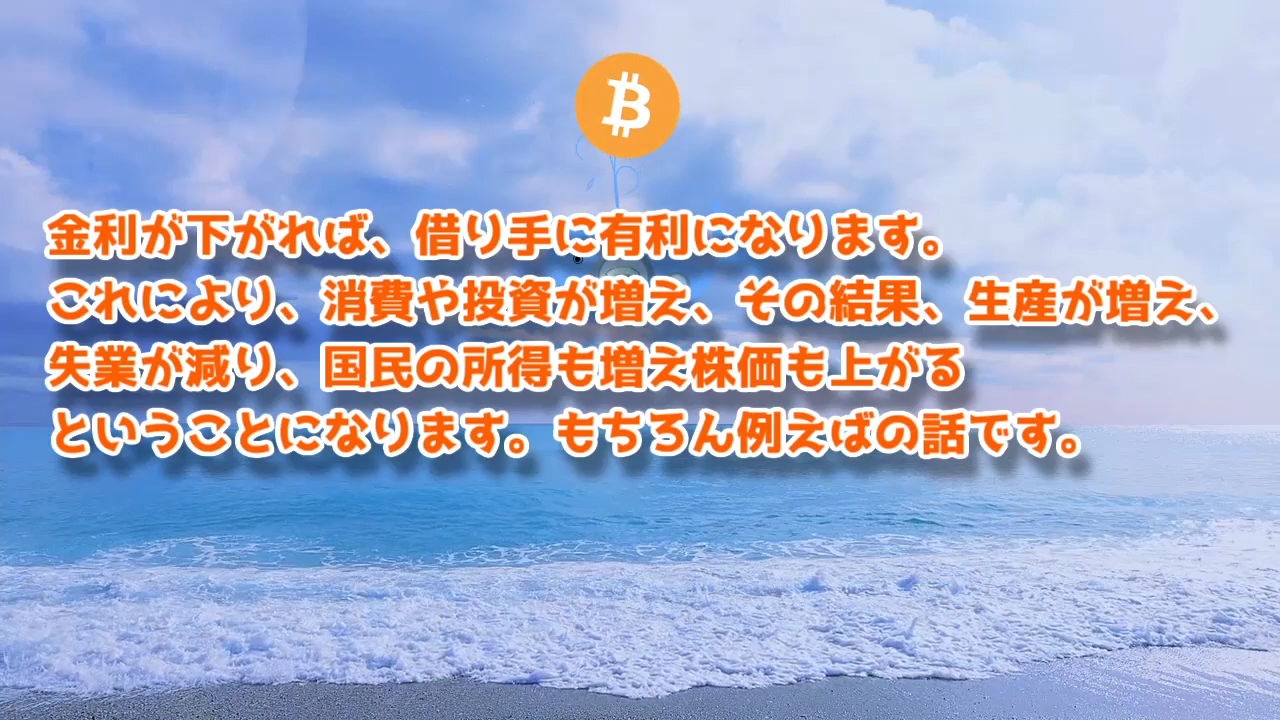 金利が下がれば、借り手に有利になります。
これにより、消費や投資が増え、その結果、生産が増え、
失業が減り、国民の所得も増え株価も上がる
ということになります。もちろん例えばの話です。